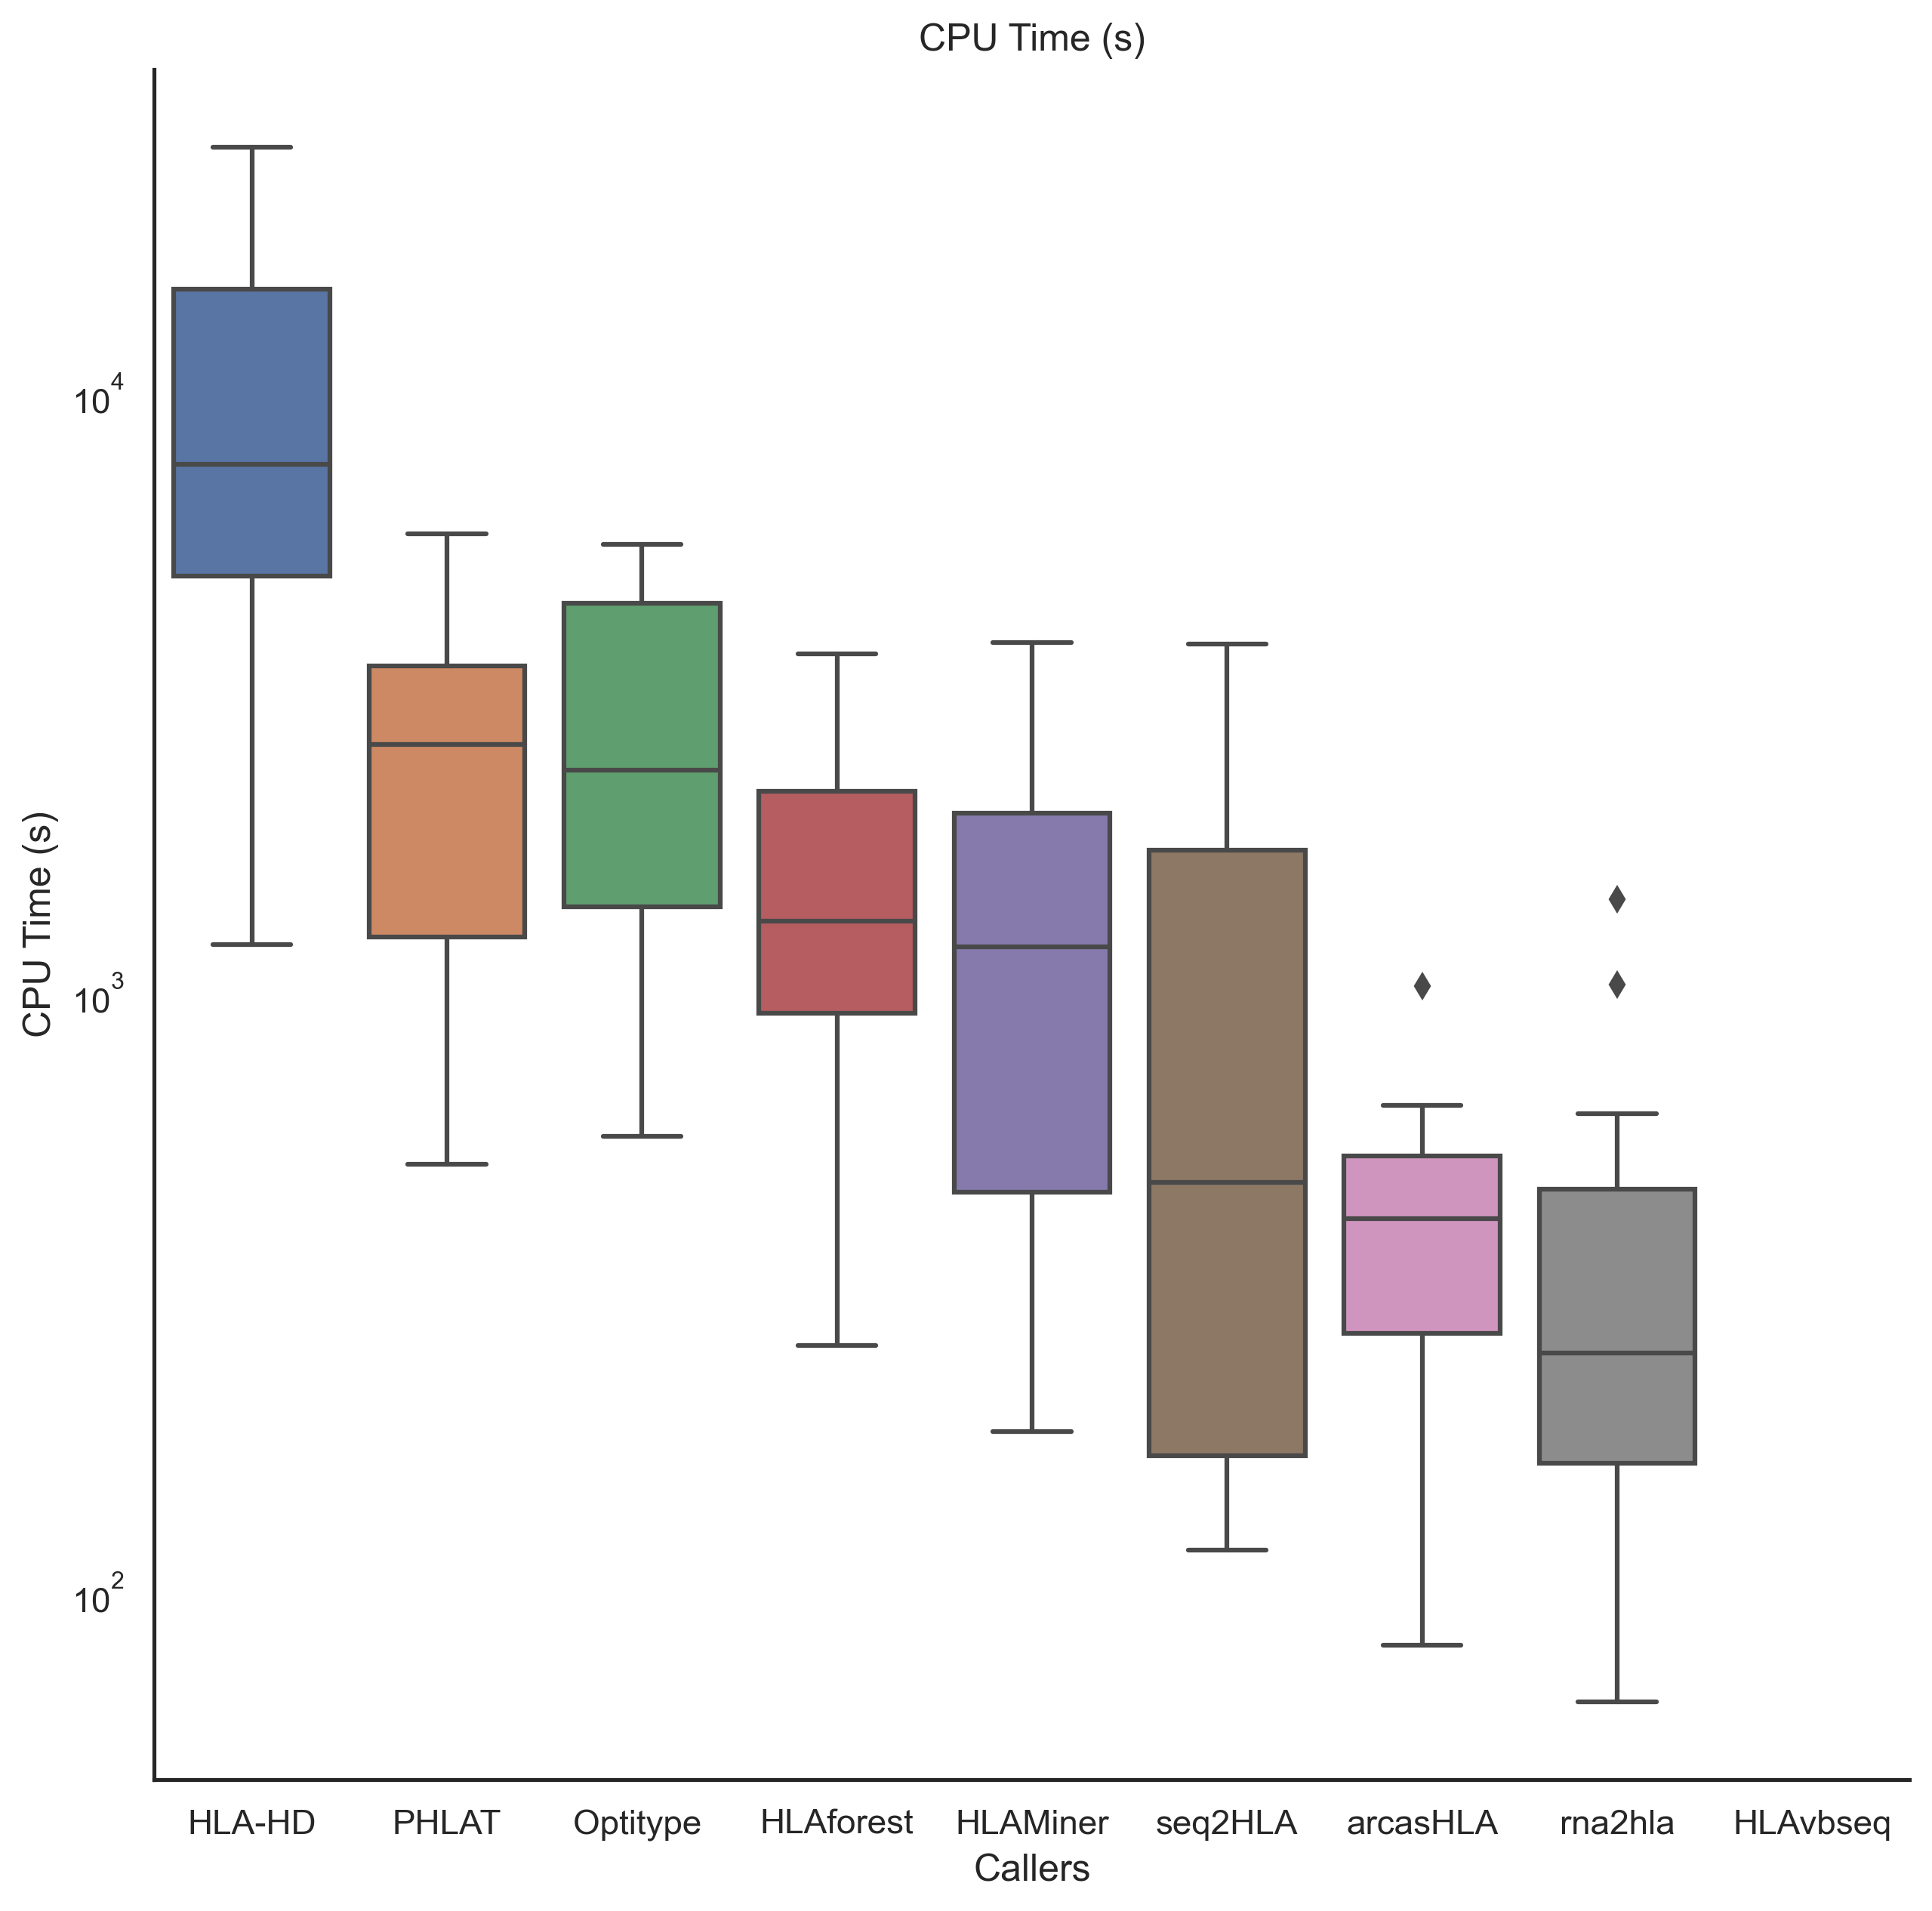 CPU Time (s)
CPU Time (s)
10^4
10^3
10^2
HLA-HD PHLAT Optitype HLAforest HLAMiner seq2HLA arcasHLA rna2hla HLAvbseq
Callers